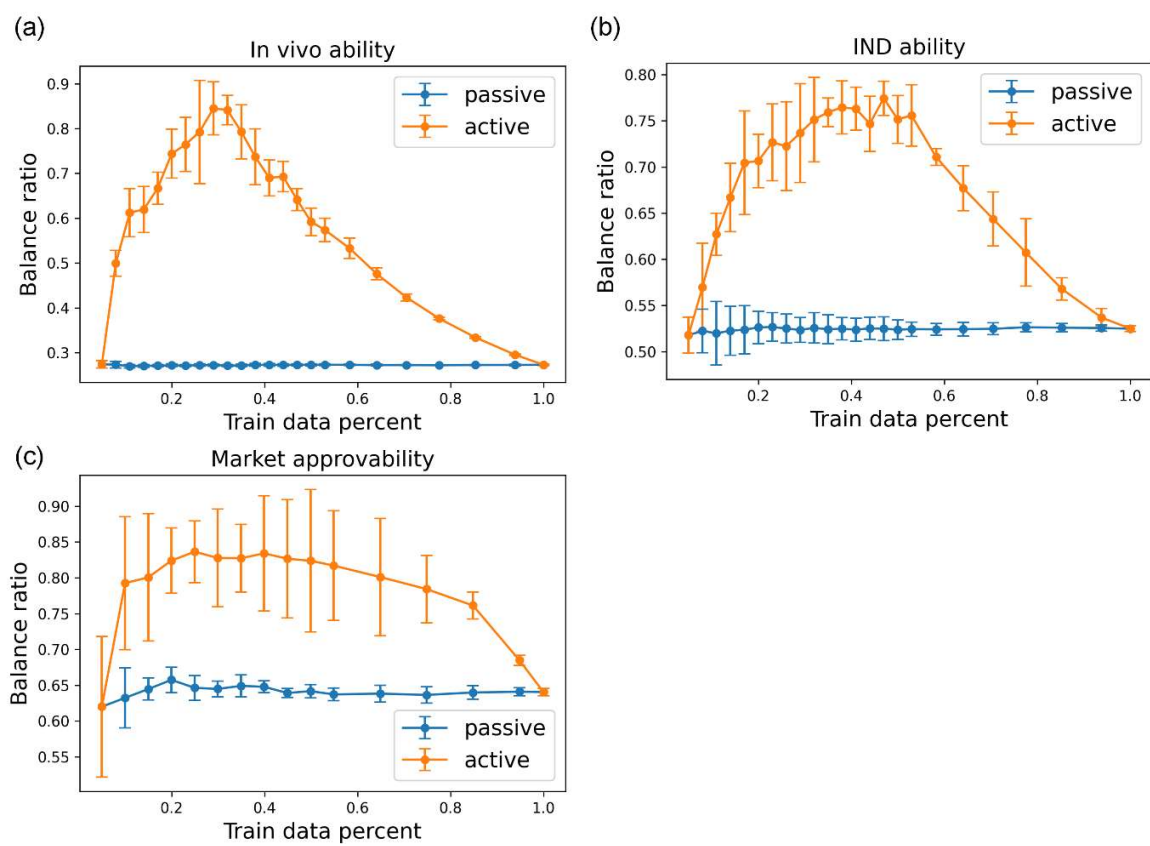 (a)
In vivo ability
Balance ratio
0.9
0.8
0.7
0.6
0.5
0.4
0.3
passive
active
0.2 0.4 0.6 0.8 1.0
Train data percent
(b)
IND ability
Balance ratio
0.80
0.75
0.70
0.65
0.60
0.55
0.50
passive
active
0.2 0.4 0.6 0.8 1.0
Train data percent
(c)
Market approvability
Balance ratio
0.90
0.85
0.80
0.75
0.70
0.65
0.60
0.55
passive
active
0.2 0.4 0.6 0.8 1.0
Train data percent